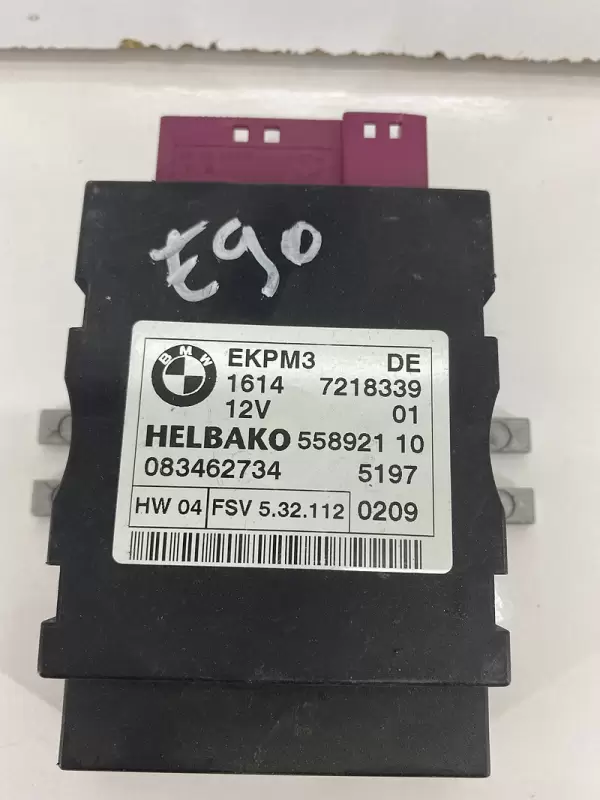 E90
BMW
EKPM3 DE
1614 7218339
12V 01
HELBAKO 558921 10
083462734 5197
HW 04 FSV 5.32.112 0209